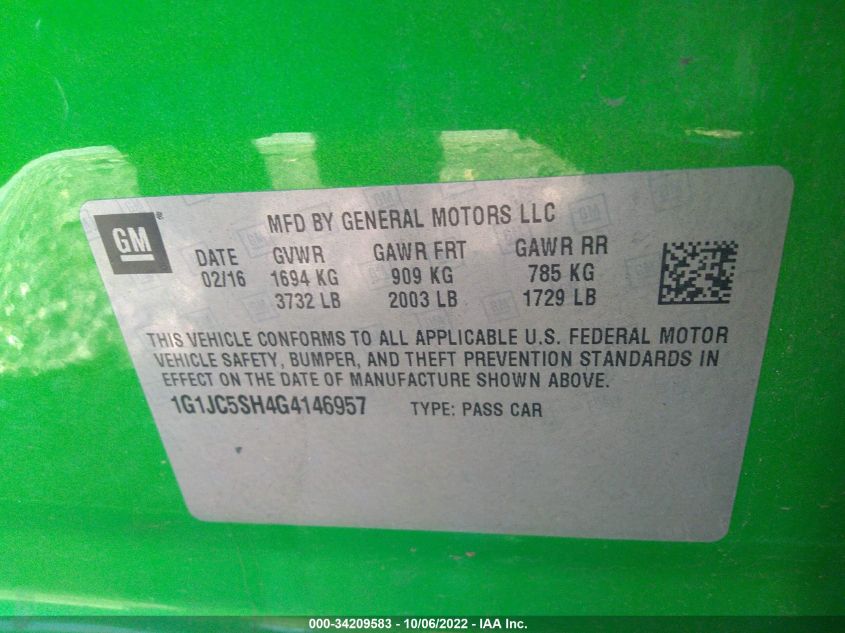 GM
MFD BY GENERAL MOTORS LLC
DATE GVWR GAWR FRT GAWR RR
02/16 1694 KG 909 KG 785 KG
3732 LB 2003 LB 1729 LB
THIS VEHICLE CONFORMS TO ALL APPLICABLE U.S. FEDERAL MOTOR
VEHICLE SAFETY, BUMPER, AND THEFT PREVENTION STANDARDS IN
EFFECT ON THE DATE OF MANUFACTURE SHOWN ABOVE.
1G1JC5SH4G4146957 TYPE: PASS CAR
000-34209583 - 10/06/2022 - IAA Inc.